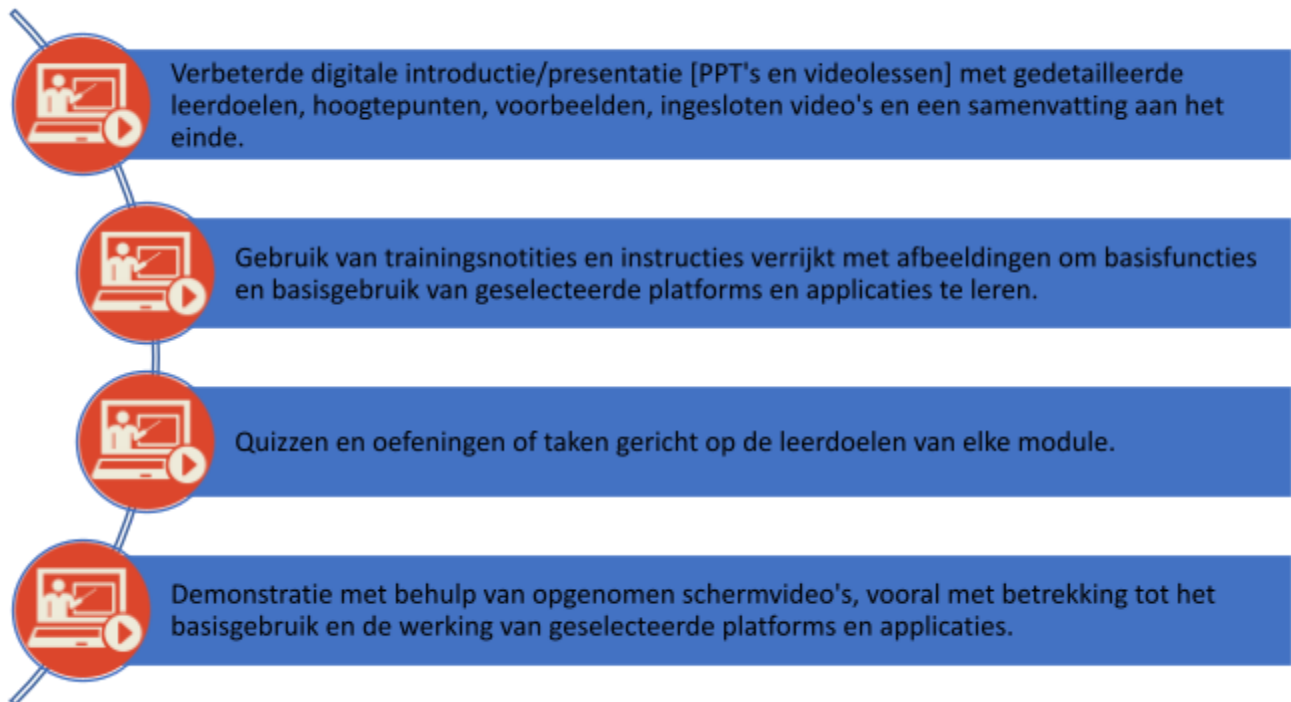 Verbeterde digitale introductie/presentatie [PPT's en videolessen] met gedetailleerde
leerdoelen, hoogtepunten, voorbeelden, ingesloten video's en een samenvatting aan het
einde.
Gebruik van trainingsnotities en instructies verrijkt met afbeeldingen om basisfuncties
en basisgebruik van geselecteerde platforms en applicaties te leren.
Quizzen en oefeningen of taken gericht op de leerdoelen van elke module.
Demonstratie met behulp van opgenomen schermvideo's, vooral met betrekking tot het
basisgebruik en de werking van geselecteerde platforms en applicaties.